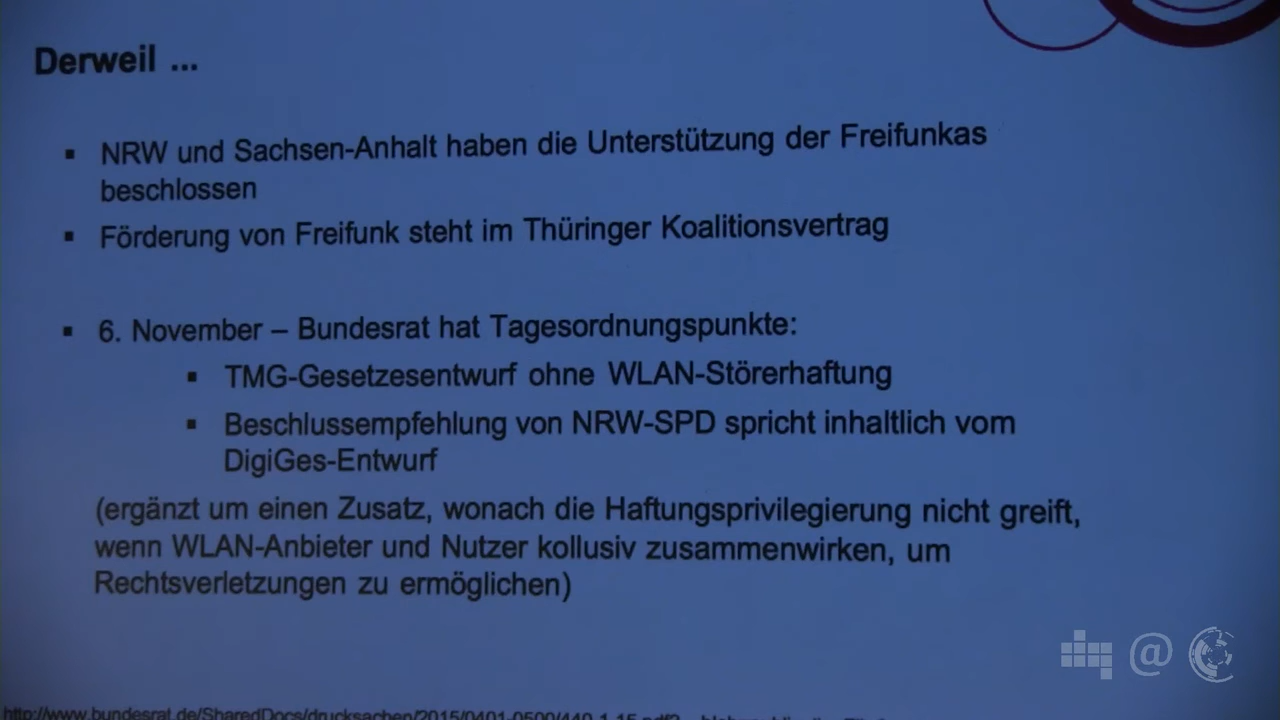 Derweil ...
▪ NRW und Sachsen-Anhalt haben die Unterstützung der Freifunkas
beschlossen
▪ Förderung von Freifunk steht im Thüringer Koalitionsvertrag
▪ 6. November – Bundesrat hat Tagesordnungspunkte:
▪ TMG-Gesetzesentwurf ohne WLAN-Störerhaftung
▪ Beschlussempfehlung von NRW-SPD spricht inhaltlich vom
DigiGes-Entwurf
(ergänzt um einen Zusatz, wonach die Haftungsprivilegierung nicht greift,
wenn WLAN-Anbieter und Nutzer kollusiv zusammenwirken, um
Rechtsverletzungen zu ermöglichen)
@
http://www.bundesrat.de/SharedDocs/drucksachen/2015/0401-0500/440-1-15.pdf?